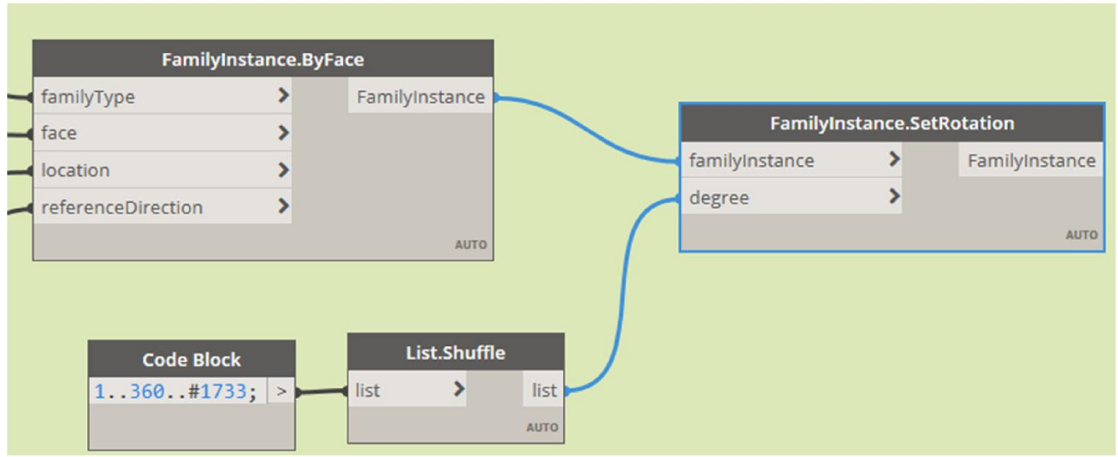 FamilyInstance.ByFace
familyType > FamilyInstance
face >
location >
referenceDirection >
AUTO
FamilyInstance.SetRotation
familyInstance > FamilyInstance
degree >
AUTO
Code Block
1..360..#1733; >
List.Shuffle
list > list
AUTO